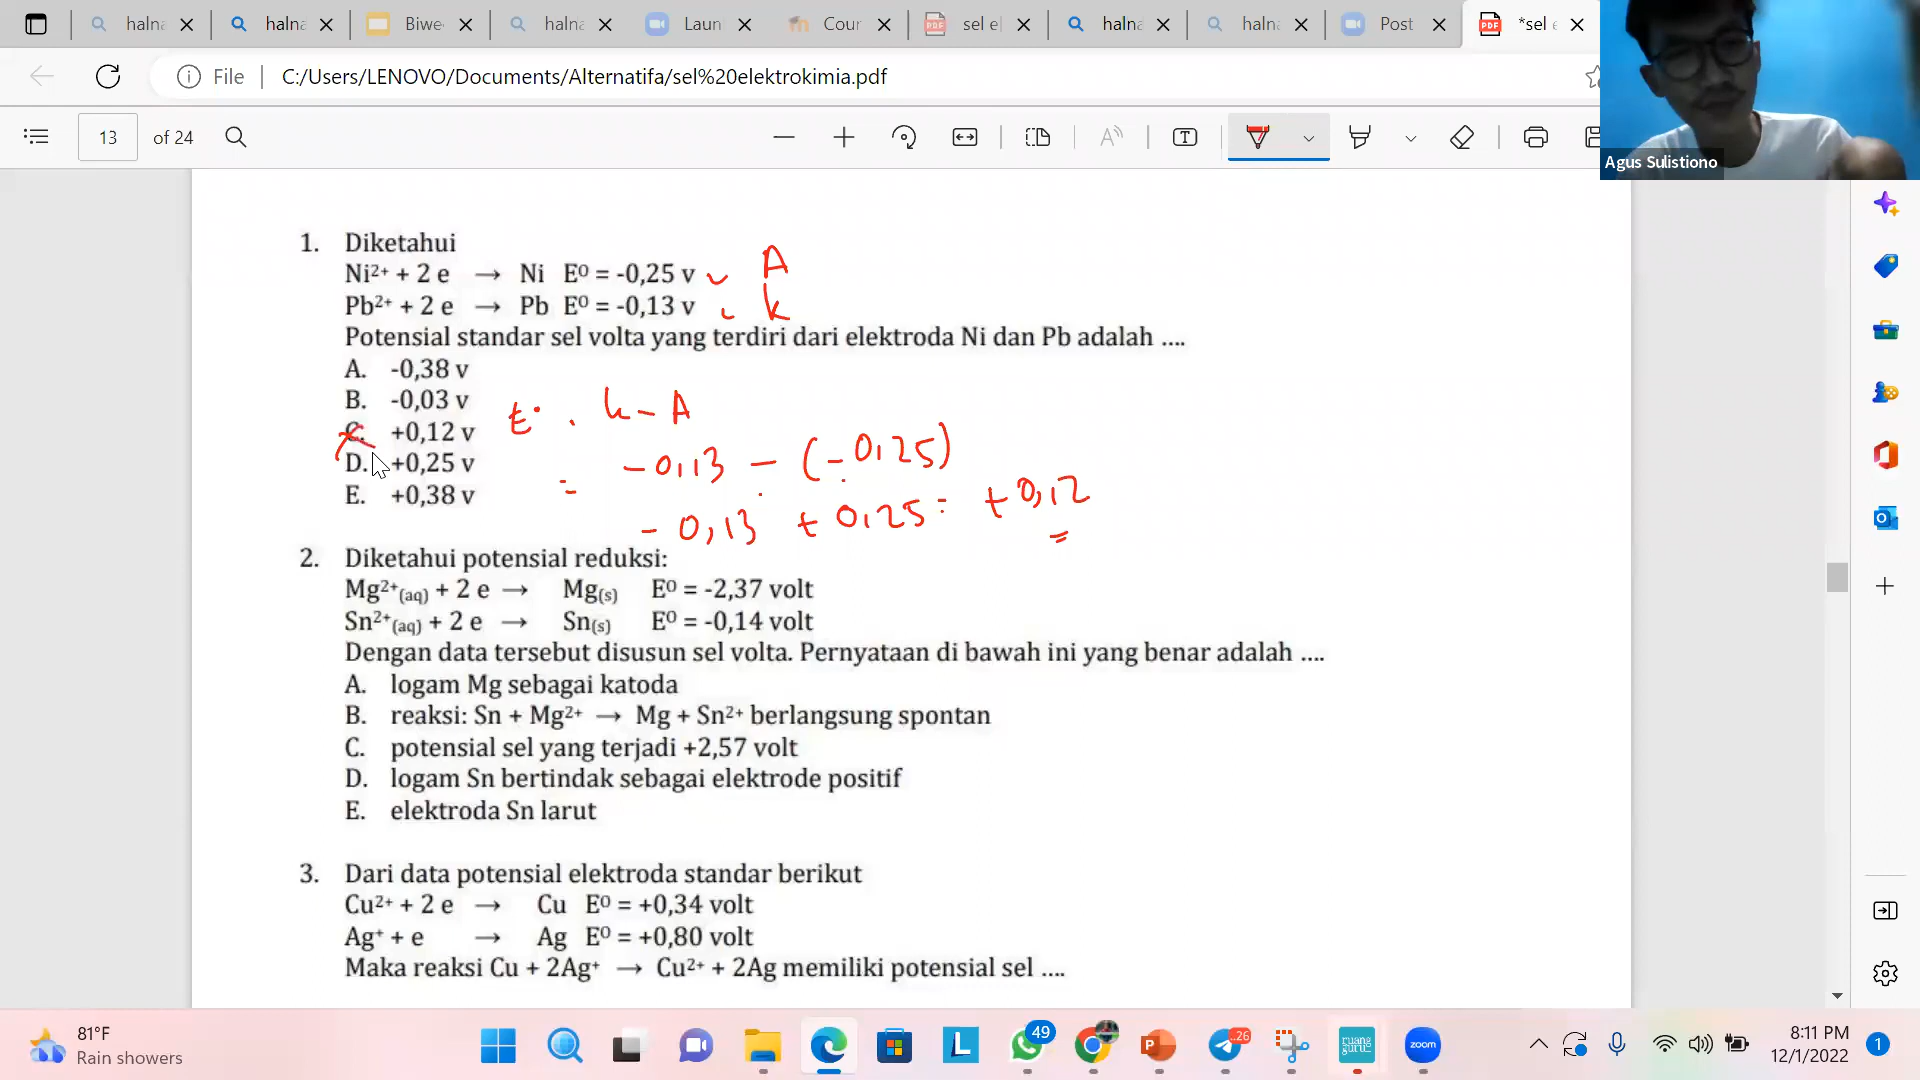 halna
halna
Biwe
halna
Laun
Cour
sel el
halna
halna
Post
*sel e
File
C:/Users/LENOVO/Documents/Alternatifa/sel%20elektrokimia.pdf
13 of 24
Agus Sulistiono
1. Diketahui
Ni²⁺ + 2 e → Ni E⁰ = -0,25 v A
Pb²⁺ + 2 e → Pb E⁰ = -0,13 v k
Potensial standar sel volta yang terdiri dari elektroda Ni dan Pb adalah ....
A. -0,38 v
B. -0,03 v
E° k - A
C. +0,12 v
D. +0,25 v
= -0,13 - (-0,25)
E. +0,38 v
-0,13 + 0,25 = +0,12
2. Diketahui potensial reduksi:
Mg²⁺(aq) + 2 e → Mg(s) E⁰ = -2,37 volt
Sn²⁺(aq) + 2 e → Sn(s) E⁰ = -0,14 volt
Dengan data tersebut disusun sel volta. Pernyataan di bawah ini yang benar adalah ....
A. logam Mg sebagai katoda
B. reaksi: Sn + Mg²⁺ → Mg + Sn²⁺ berlangsung spontan
C. potensial sel yang terjadi +2,57 volt
D. logam Sn bertindak sebagai elektrode positif
E. elektroda Sn larut
3. Dari data potensial elektroda standar berikut
Cu²⁺ + 2 e → Cu E⁰ = +0,34 volt
Ag⁺ + e → Ag E⁰ = +0,80 volt
Maka reaksi Cu + 2Ag⁺ → Cu²⁺ + 2Ag memiliki potensial sel ....
81°F
Rain showers
49
..26
ruang guru
zoom
8:11 PM
12/1/2022
1